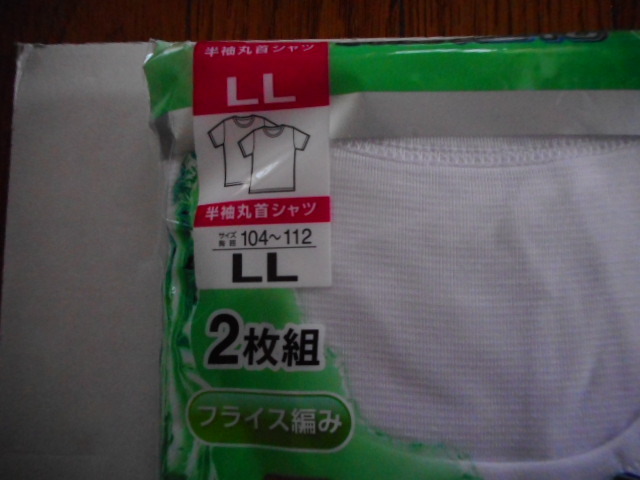 半袖丸首シャツ
LL
半袖丸首シャツ
サイズ
胸囲 104～112
LL
2枚組
フライス編み